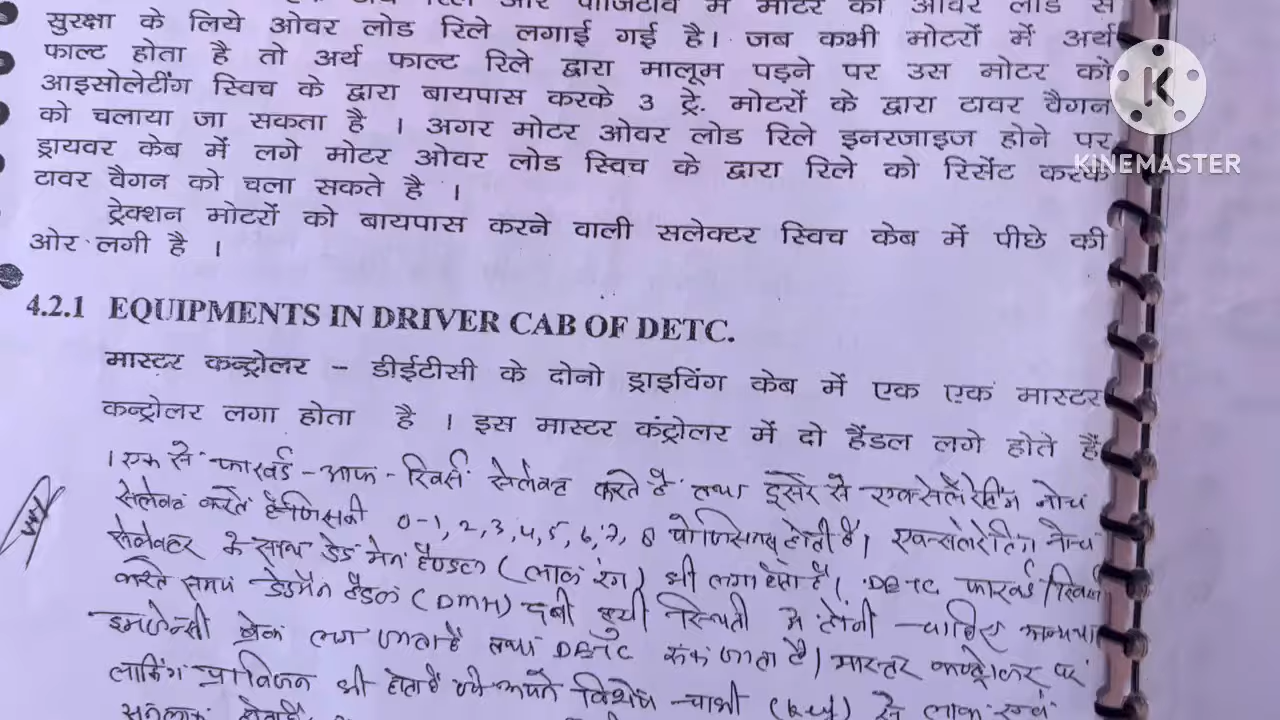 रिले और पॉजिटीव में मोटर को ओवर लोड से
सुरक्षा के लिये ओवर लोड रिले लगाई गई है। जब कभी मोटरों में अर्थ
फाल्ट होता है तो अर्थ फाल्ट रिले द्वारा मालूम पड़ने पर उस मोटर को
आइसोलेटींग स्विच के द्वारा बायपास करके 3 ट्रे. मोटरों के द्वारा टावर वैगन
को चलाया जा सकता है । अगर मोटर ओवर लोड रिले इनरजाइज होने पर
ड्रायवर केब में लगे मोटर ओवर लोड स्विच के द्वारा रिले को रिसेंट करके
टावर वैगन को चला सकते है ।
ट्रेक्शन मोटरों को बायपास करने वाली सलेक्टर स्विच केब में पीछे की
ओर लगी है ।
4.2.1 EQUIPMENTS IN DRIVER CAB OF DETC.
मास्टर कन्ट्रोलर – डीईटीसी के दोनो ड्राइविंग केब में एक एक मास्टर
कन्ट्रोलर लगा होता है । इस मास्टर कंट्रोलर में दो हैंडल लगे होते हैं
। एक से फारवर्ड - आफ - रिवर्स सेलेक्ट करते है तथा दूसरे से एक्सेलेरेटिंग नोच
सेलेक्ट करते है जिसकी 0-1, 2, 3, 4, 5, 6, 7, 8 पोजिसन्स होती है। एक्सलेरेटिंग नोच
सेलेक्टर के साथ डेड मेन हैण्डल (लाल रंग) भी लगा होता है। DETC फारवर्ड रिवर्स
करते समय डेडमैन हैंडल (DMH) दबी हुयी स्थिती में होनी चाहिए अन्यथा
इमर्जेन्सी ब्रेक लग जाता है तथा DETC रुक जाता है। मास्टर कण्ट्रोलर पर
लाकिंग प्राविजन भी होता है जो अपने विशेष चाभी (key) से लाक एवं